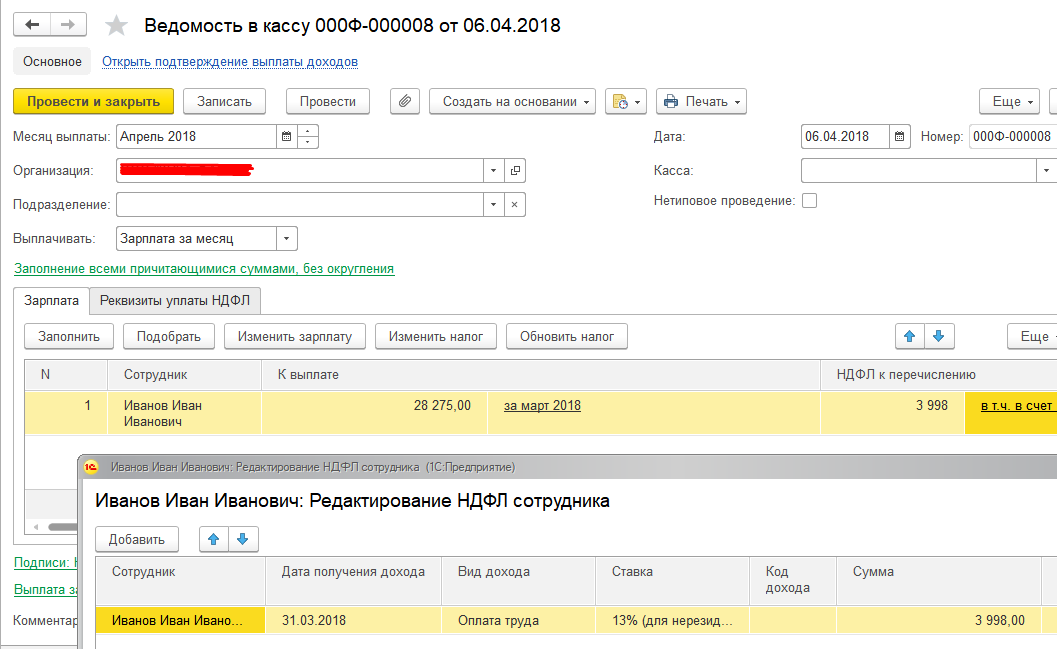 Ведомость в кассу 000Ф-000008 от 06.04.2018
Основное Открыть подтверждение выплаты доходов
Провести и закрыть Записать Провести Создать на основании Печать Еще
Месяц выплаты: Апрель 2018 Дата: 06.04.2018 Номер: 000Ф-000008
Организация: Касса:
Подразделение: Нетиповое проведение:
Выплачивать: Зарплата за месяц
Заполнение всеми причитающимися суммами, без округления
Зарплата Реквизиты уплаты НДФЛ
Заполнить Подобрать Изменить зарплату Изменить налог Обновить налог Еще
N Сотрудник К выплате НДФЛ к перечислению
1 Иванов Иван 28 275,00 за март 2018 3 998 в т.ч. в счет
Иванович
1С Иванов Иван Иванович: Редактирование НДФЛ сотрудника (1С:Предприятие)
Иванов Иван Иванович: Редактирование НДФЛ сотрудника
Добавить
Подписи:
Сотрудник Дата получения дохода Вид дохода Ставка Код Сумма
дохода
Выплата за
Комментар Иванов Иван Ивано... 31.03.2018 Оплата труда 13% (для нерезид... 3 998,00